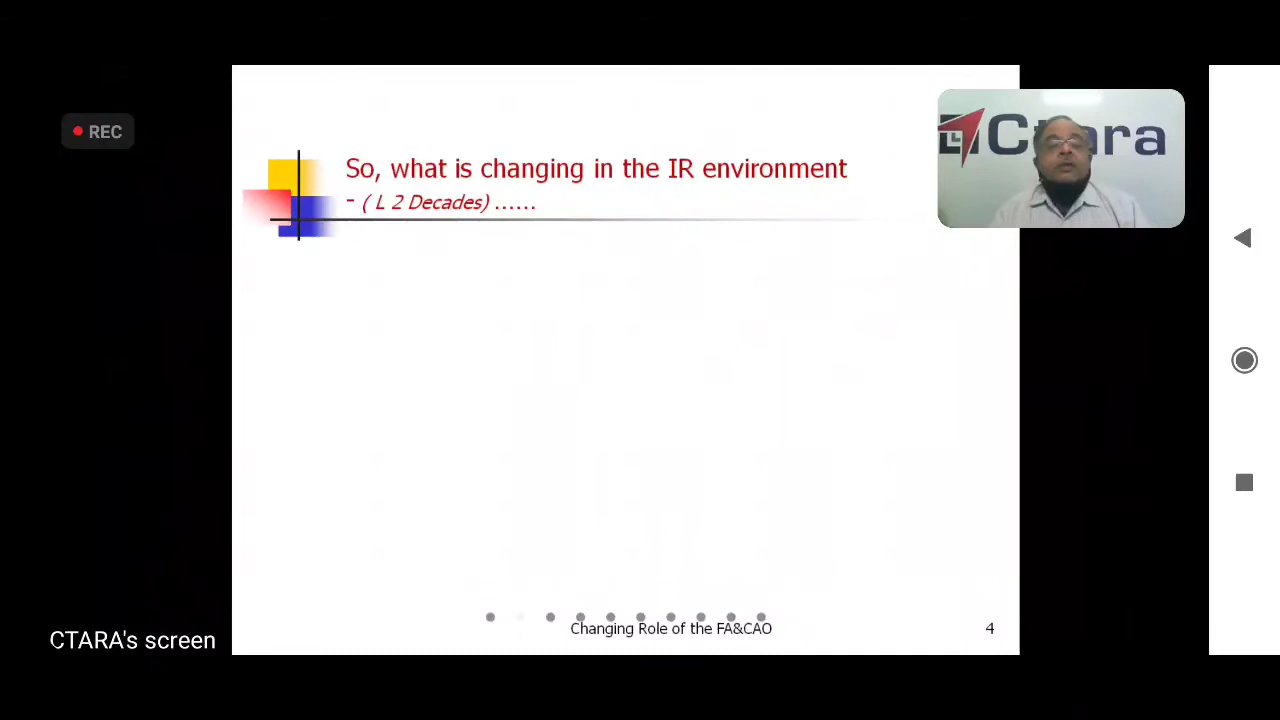 REC
Ctara
So, what is changing in the IR environment
- ( L 2 Decades) ......
Changing Role of the FA&CAO
4
CTARA's screen